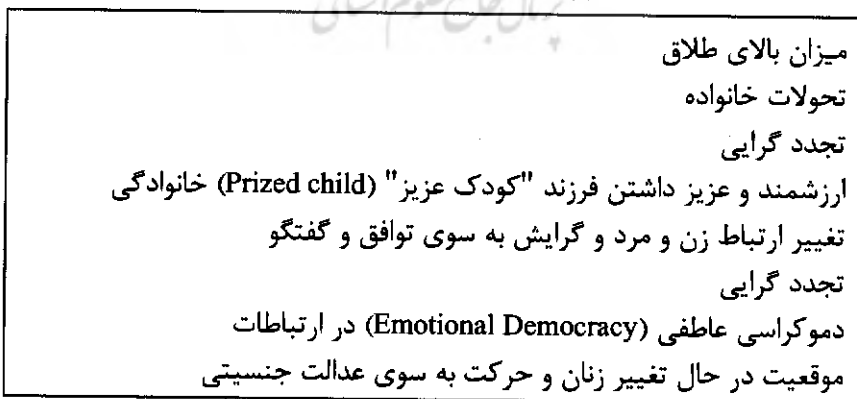 میزان بالای طلاق
تحولات خانواده
تجدد گرایی
ارزشمند و عزیز داشتن فرزند "کودک عزیز" (Prized child) خانوادگی
تغییر ارتباط زن و مرد و گرایش به سوی توافق و گفتگو
تجدد گرایی
دموکراسی عاطفی (Emotional Democracy) در ارتباطات
موقعیت در حال تغییر زنان و حرکت به سوی عدالت جنسیتی